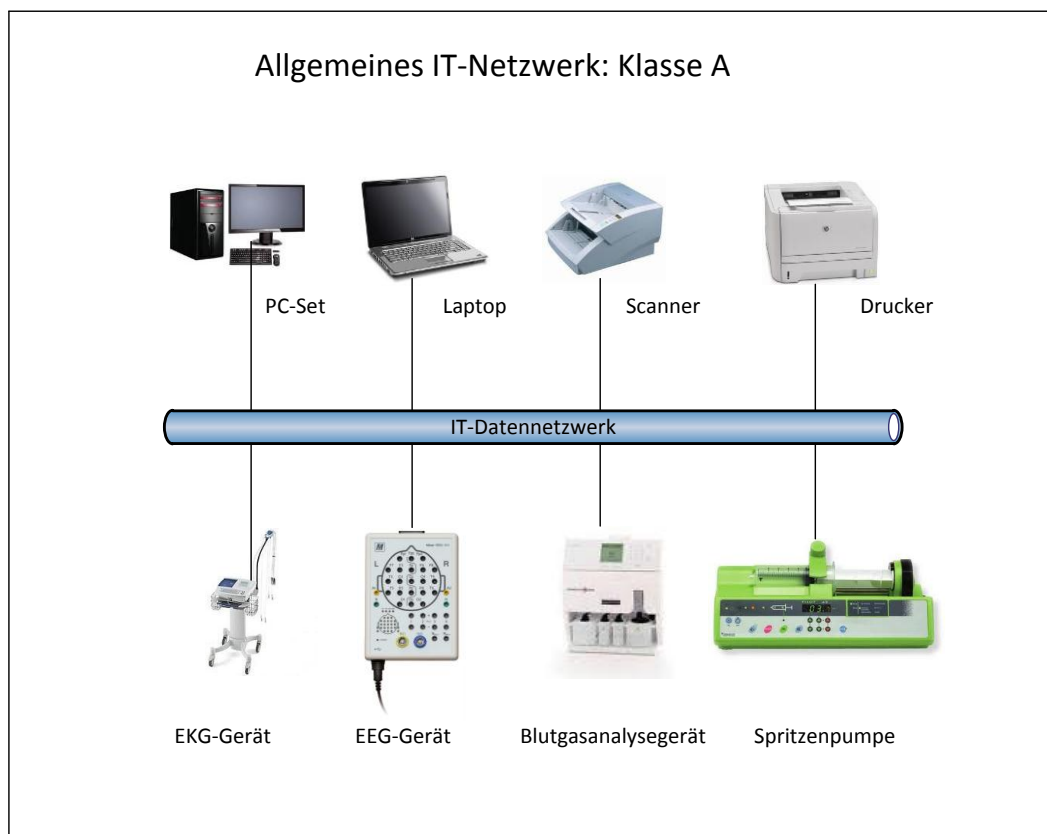 Allgemeines IT-Netzwerk: Klasse A
PC-Set
Laptop
Scanner
Drucker
IT-Datennetzwerk
EKG-Gerät
EEG-Gerät
Blutgasanalysegerät
Spritzenpumpe
L
R